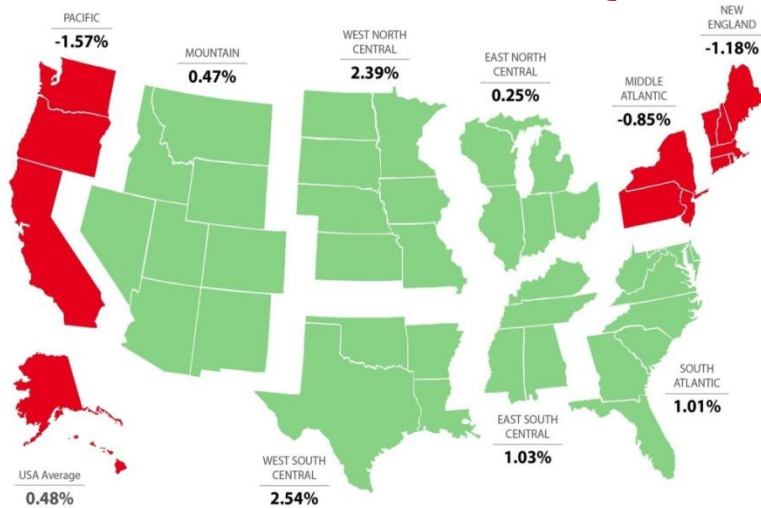 PACIFIC
-1.57%
MOUNTAIN
0.47%
WEST NORTH
CENTRAL
2.39%
EAST NORTH
CENTRAL
0.25%
MIDDLE
ATLANTIC
-0.85%
NEW
ENGLAND
-1.18%
SOUTH
ATLANTIC
1.01%
EAST SOUTH
CENTRAL
1.03%
WEST SOUTH
CENTRAL
2.54%
USA Average
0.48%